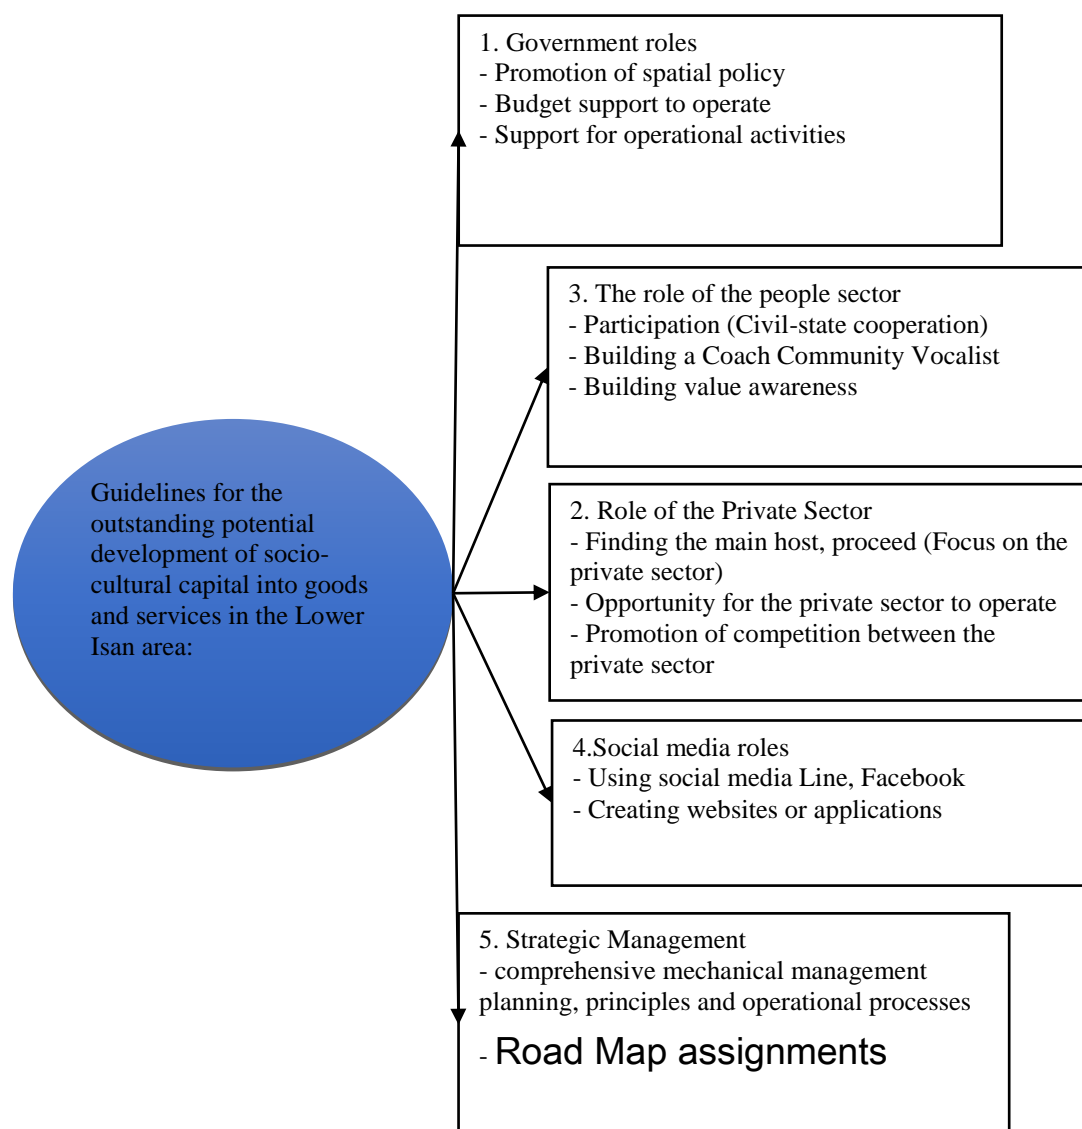 1. Government roles
- Promotion of spatial policy
- Budget support to operate
- Support for operational activities
3. The role of the people sector
- Participation (Civil-state cooperation)
- Building a Coach Community Vocalist
- Building value awareness
Guidelines for the
outstanding potential
development of socio-
cultural capital into goods
and services in the Lower
Isan area:
2. Role of the Private Sector
- Finding the main host, proceed (Focus on the
private sector)
- Opportunity for the private sector to operate
- Promotion of competition between the
private sector
4.Social media roles
- Using social media Line, Facebook
- Creating websites or applications
5. Strategic Management
- comprehensive mechanical management
planning, principles and operational processes
- Road Map assignments